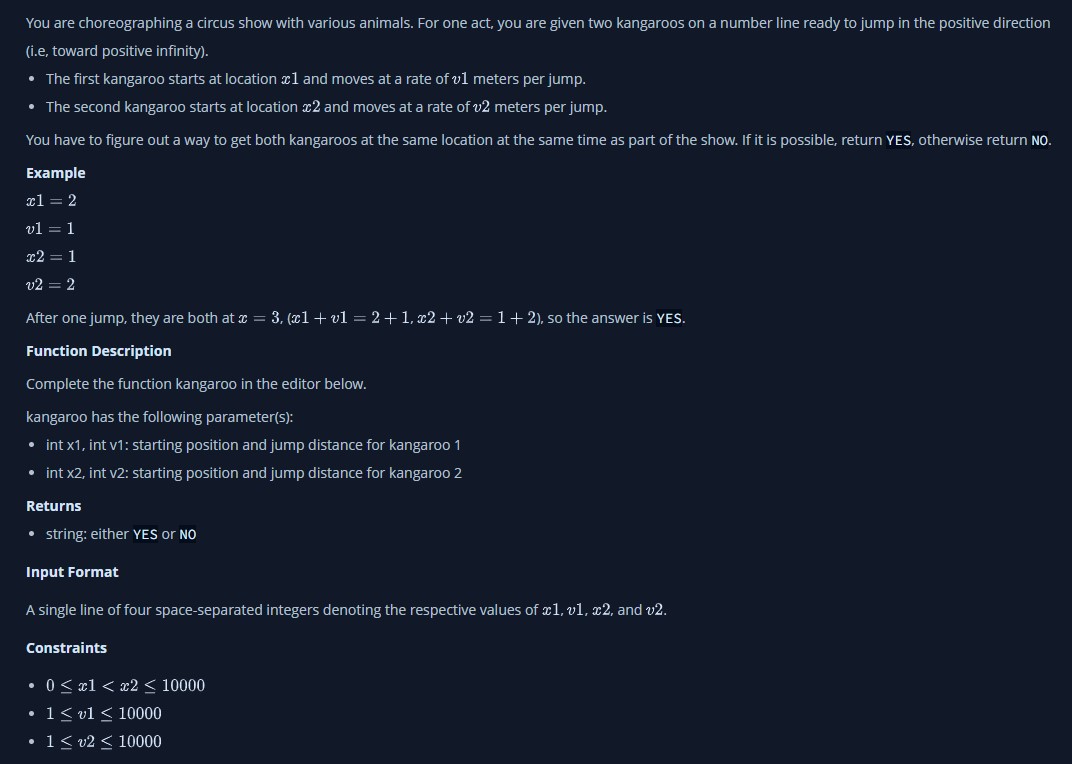 You are choreographing a circus show with various animals. For one act, you are given two kangaroos on a number line ready to jump in the positive direction
(i.e, toward positive infinity).
• The first kangaroo starts at location x1 and moves at a rate of v1 meters per jump.
• The second kangaroo starts at location x2 and moves at a rate of v2 meters per jump.
You have to figure out a way to get both kangaroos at the same location at the same time as part of the show. If it is possible, return YES, otherwise return NO.
Example
x1 = 2
v1 = 1
x2 = 1
v2 = 2
After one jump, they are both at x = 3, (x1 + v1 = 2 + 1, x2 + v2 = 1 + 2), so the answer is YES.
Function Description
Complete the function kangaroo in the editor below.
kangaroo has the following parameter(s):
• int x1, int v1: starting position and jump distance for kangaroo 1
• int x2, int v2: starting position and jump distance for kangaroo 2
Returns
• string: either YES or NO
Input Format
A single line of four space-separated integers denoting the respective values of x1, v1, x2, and v2.
Constraints
• 0 ≤ x1 < x2 ≤ 10000
• 1 ≤ v1 ≤ 10000
• 1 ≤ v2 ≤ 10000